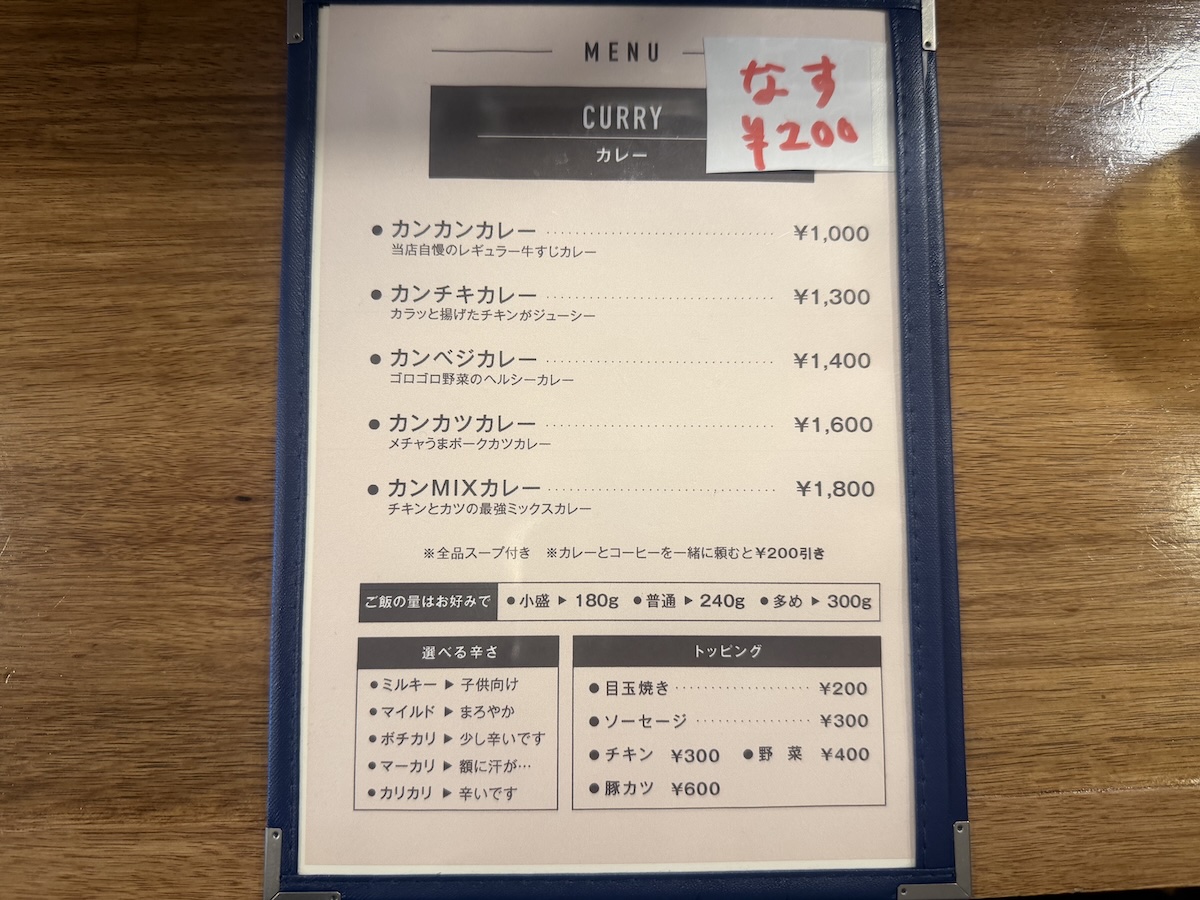 MENU
なす
¥200
CURRY
カレー
●カンカンカレー ¥1,000
当店自慢のレギュラー牛すじカレー
●カンチキカレー ¥1,300
カラッと揚げたチキンがジューシー
●カンベジカレー ¥1,400
ゴロゴロ野菜のヘルシーカレー
●カンカツカレー ¥1,600
メチャうまポークカツカレー
●カンMIXカレー ¥1,800
チキンとカツの最強ミックスカレー
※全品スープ付き ※カレーとコーヒーを一緒に頼むと¥200引き
ご飯の量はお好みで ●小盛 ▶ 180g ●普通 ▶ 240g ●多め ▶ 300g
選べる辛さ
●ミルキー ▶ 子供向け
●マイルド ▶ まろやか
●ポチカリ ▶ 少し辛いです
●マーカリ ▶ 額に汗が…
●カリカリ ▶ 辛いです
トッピング
●目玉焼き ¥200
●ソーセージ ¥300
●チキン ¥300 ●野 菜 ¥400
●豚カツ ¥600